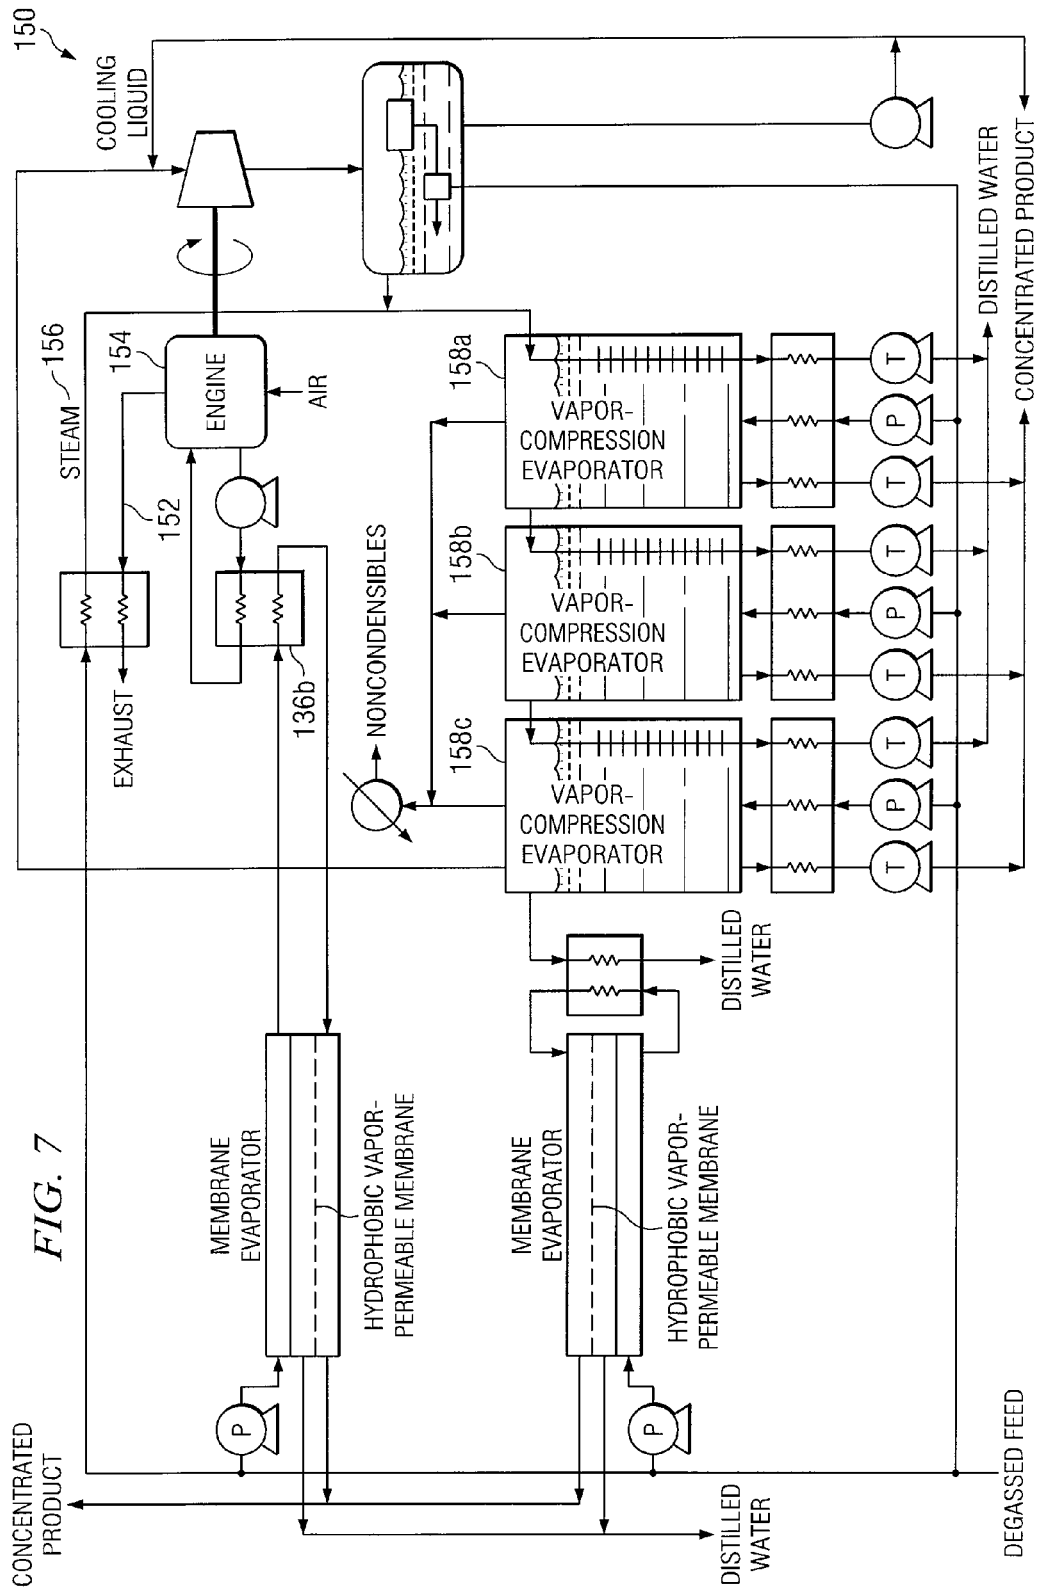 FIG. 7
150
COOLING
LIQUID
STEAM
156
154
ENGINE
AIR
152
EXHAUST
136b
NONCONDENSIBLES
158a
VAPOR-
COMPRESSION
EVAPORATOR
158b
VAPOR-
COMPRESSION
EVAPORATOR
158c
VAPOR-
COMPRESSION
EVAPORATOR
T
P
T
T
P
T
T
P
T
DISTILLED WATER
CONCENTRATED PRODUCT
DISTILLED
WATER
MEMBRANE
EVAPORATOR
HYDROPHOBIC VAPOR-
PERMEABLE MEMBRANE
MEMBRANE
EVAPORATOR
HYDROPHOBIC VAPOR-
PERMEABLE MEMBRANE
P
P
CONCENTRATED
PRODUCT
DISTILLED
WATER
DEGASSED FEED